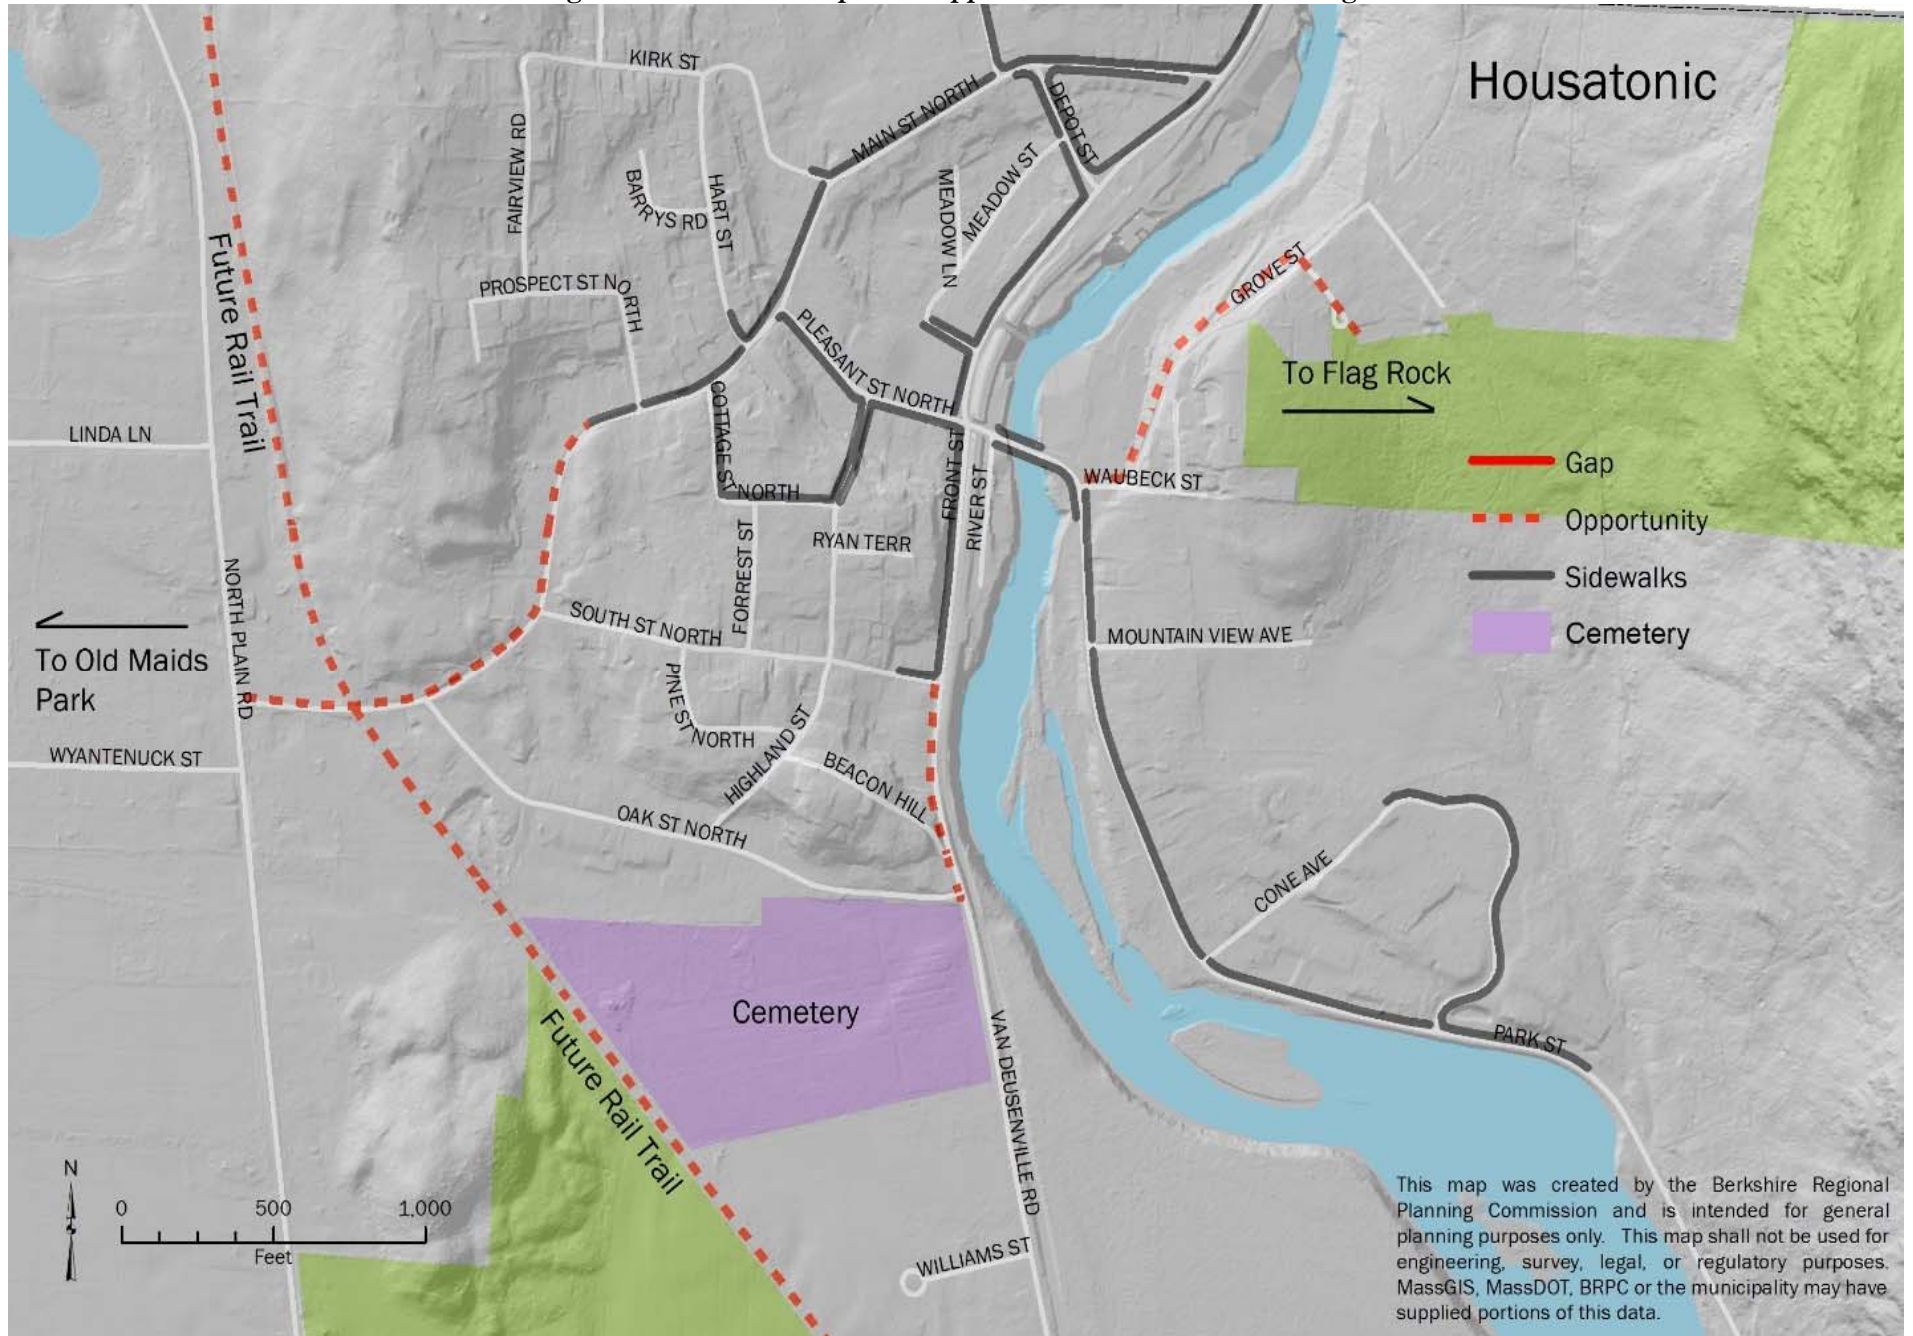 Housatonic
KIRK ST
MAIN ST NORTH
DEPOT ST
FAIRVIEW RD
BARRYS RD
HART ST
MEADOW LN
MEADOW ST
Future Rail Trail
PROSPECT ST NORTH
GROVE ST
PLEASANT ST NORTH
To Flag Rock
LINDA LN
COTTAGE ST
NORTH
FRONT ST
RIVER ST
WAUBECK ST
Gap
Opportunity
Sidewalks
Cemetery
FORREST ST
RYAN TERR
NORTH PLAIN RD
SOUTH ST NORTH
MOUNTAIN VIEW AVE
To Old Maids
Park
PINE ST
NORTH
HIGHLAND ST
WYANTENUCK ST
BEACON HILL
OAK ST NORTH
CONE AVE
Cemetery
PARK ST
Future Rail Trail
VAN DEUSENVILLE RD
WILLIAMS ST
N
0 500 1,000
Feet
This map was created by the Berkshire Regional
Planning Commission and is intended for general
planning purposes only. This map shall not be used for
engineering, survey, legal, or regulatory purposes.
MassGIS, MassDOT, BRPC or the municipality may have
supplied portions of this data.